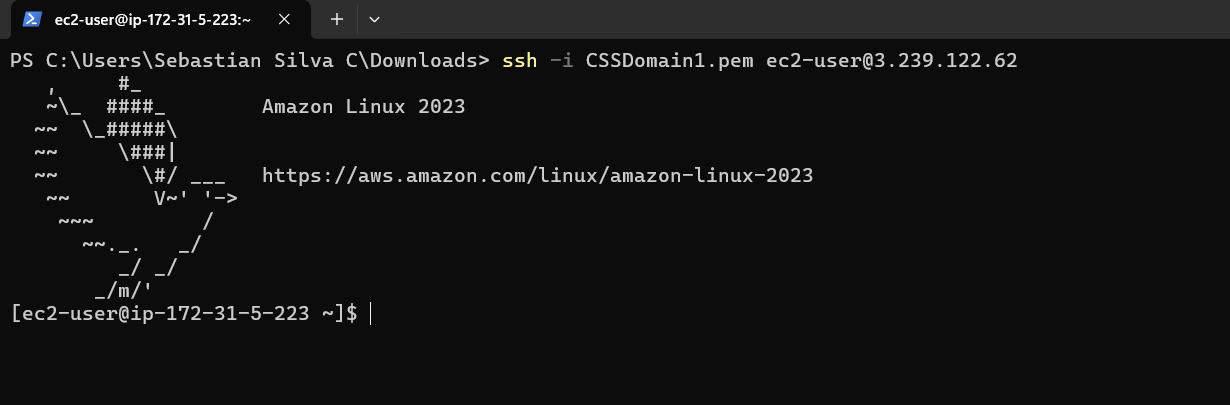 ec2-user@ip-172-31-5-223:~
PS C:\Users\Sebastian Silva C\Downloads> ssh -i CSSDomain1.pem ec2-user@3.239.122.62
   ,     #_
   ~\_  ####_        Amazon Linux 2023
  ~~  \_#####\
  ~~     \###|
  ~~       \#/ ___   https://aws.amazon.com/linux/amazon-linux-2023
   ~~       V~' '->
    ~~~         /
      ~~._.   _/
         _/ _/
       _/m/'
[ec2-user@ip-172-31-5-223 ~]$